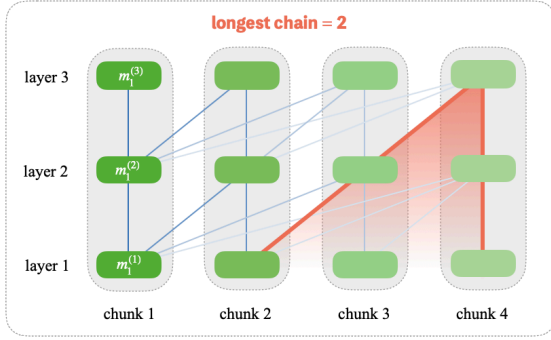 longest chain = 2
layer 3
m₁⁽³⁾
layer 2
m₁⁽²⁾
layer 1
m₁⁽¹⁾
chunk 1
chunk 2
chunk 3
chunk 4